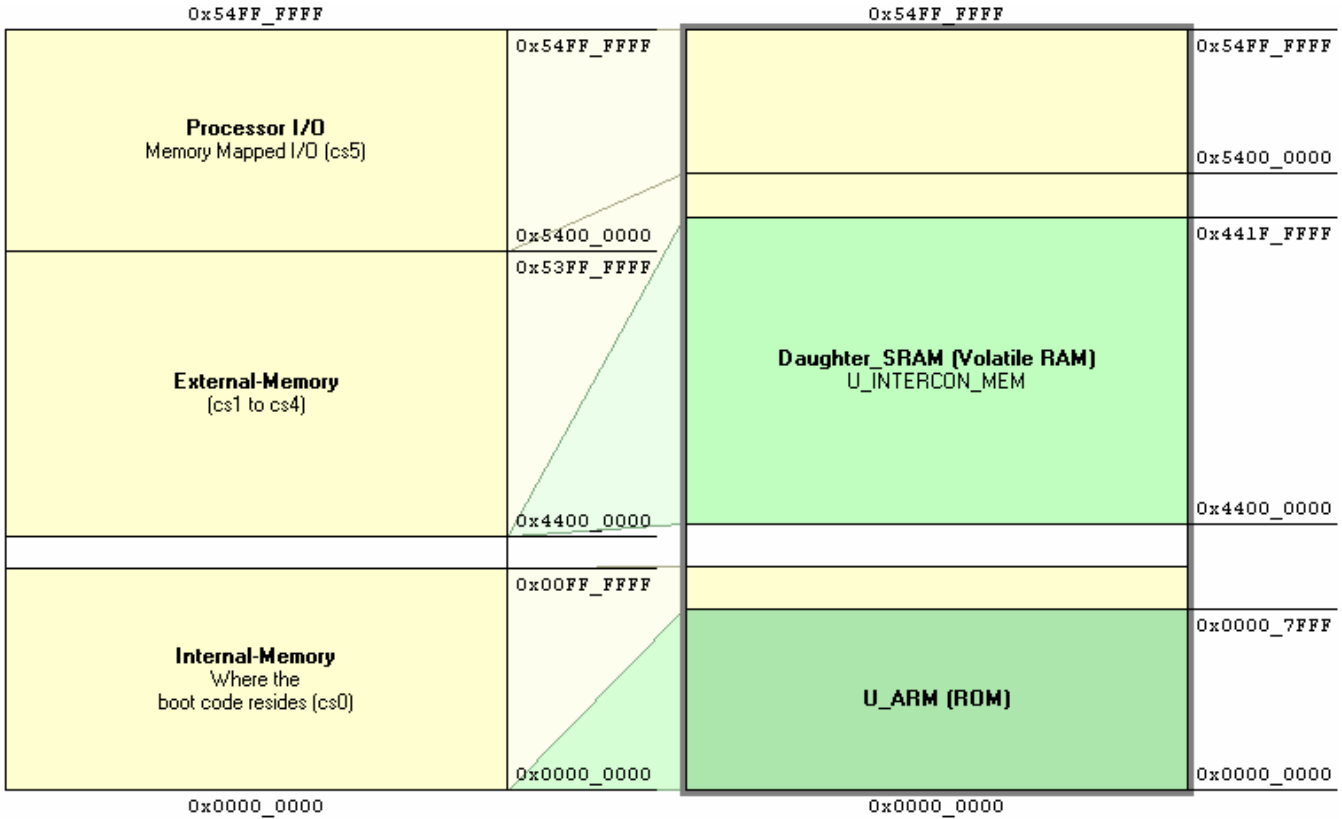 0x54FF_FFFF
0x54FF_FFFF
0x54FF_FFFF
0x54FF_FFFF
Processor I/O
Memory Mapped I/O (cs5)
0x5400_0000
0x5400_0000
0x53FF_FFFF
0x441F_FFFF
External-Memory
(cs1 to cs4)
Daughter_SRAM (Volatile RAM)
U_INTERCON_MEM
0x4400_0000
0x4400_0000
0x00FF_FFFF
0x0000_7FFF
Internal-Memory
Where the
boot code resides (cs0)
U_ARM (ROM)
0x0000_0000
0x0000_0000
0x0000_0000
0x0000_0000